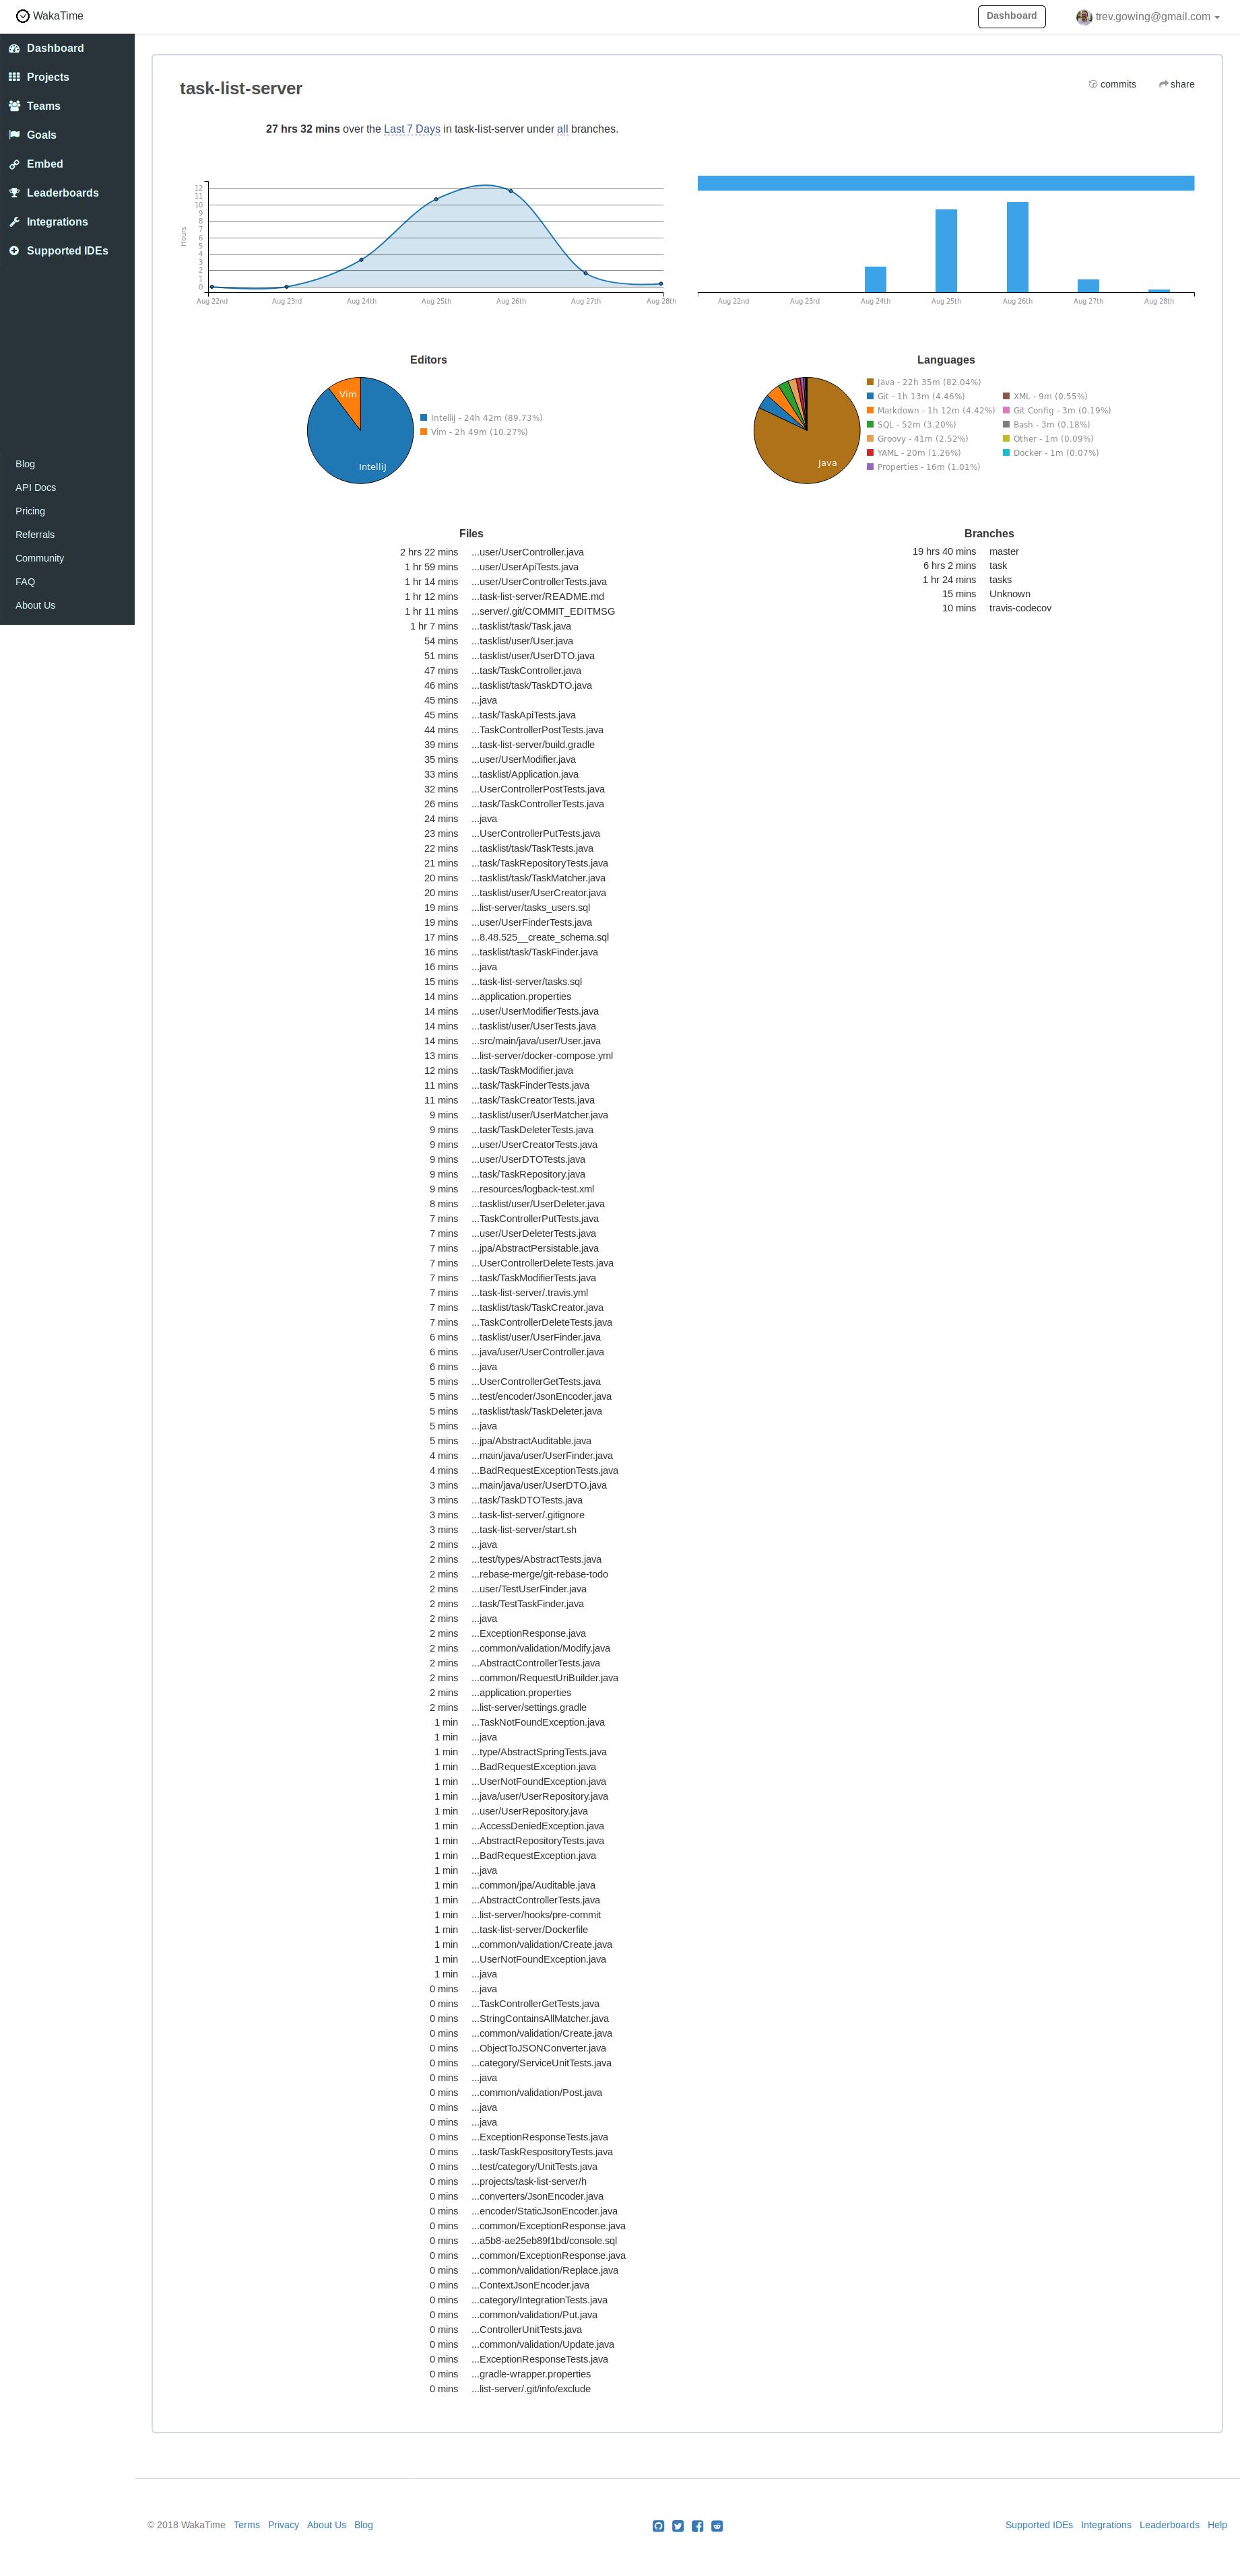 WakaTime
Dashboard
trev.gowing@gmail.com
Dashboard
Projects
Teams
Goals
Embed
Leaderboards
Integrations
Supported IDEs
Blog
API Docs
Pricing
Referrals
Community
FAQ
About Us
task-list-server
commits
share
27 hrs 32 mins over the Last 7 Days in task-list-server under all branches.
Hours
12
11
10
9
8
7
6
5
4
3
2
1
0
Aug 22nd Aug 23rd Aug 24th Aug 25th Aug 26th Aug 27th Aug 28th
Aug 22nd Aug 23rd Aug 24th Aug 25th Aug 26th Aug 27th Aug 28th
Editors
Vim
IntelliJ
IntelliJ - 24h 42m (89.73%)
Vim - 2h 49m (10.27%)
Languages
Java
Java - 22h 35m (82.04%)
Git - 1h 13m (4.46%)
Markdown - 1h 12m (4.42%)
SQL - 52m (3.20%)
Groovy - 41m (2.52%)
YAML - 20m (1.26%)
Properties - 16m (1.01%)
XML - 9m (0.55%)
Git Config - 3m (0.19%)
Bash - 3m (0.18%)
Other - 1m (0.09%)
Docker - 1m (0.07%)
Files
2 hrs 22 mins ...user/UserController.java
1 hr 59 mins ...user/UserApiTests.java
1 hr 14 mins ...user/UserControllerTests.java
1 hr 12 mins ...task-list-server/README.md
1 hr 11 mins ...server/.git/COMMIT_EDITMSG
1 hr 7 mins ...tasklist/task/Task.java
54 mins ...tasklist/user/User.java
51 mins ...tasklist/user/UserDTO.java
47 mins ...task/TaskController.java
46 mins ...tasklist/task/TaskDTO.java
45 mins ...java
45 mins ...task/TaskApiTests.java
44 mins ...TaskControllerPostTests.java
39 mins ...task-list-server/build.gradle
35 mins ...user/UserModifier.java
33 mins ...tasklist/Application.java
32 mins ...UserControllerPostTests.java
26 mins ...task/TaskControllerTests.java
24 mins ...java
23 mins ...UserControllerPutTests.java
22 mins ...tasklist/task/TaskTests.java
21 mins ...task/TaskRepositoryTests.java
20 mins ...tasklist/task/TaskMatcher.java
20 mins ...tasklist/user/UserCreator.java
19 mins ...list-server/tasks_users.sql
19 mins ...user/UserFinderTests.java
17 mins ...8.48.525__create_schema.sql
16 mins ...tasklist/task/TaskFinder.java
16 mins ...java
15 mins ...task-list-server/tasks.sql
14 mins ...application.properties
14 mins ...user/UserModifierTests.java
14 mins ...tasklist/user/UserTests.java
14 mins ...src/main/java/user/User.java
13 mins ...list-server/docker-compose.yml
12 mins ...task/TaskModifier.java
11 mins ...task/TaskFinderTests.java
11 mins ...task/TaskCreatorTests.java
9 mins ...tasklist/user/UserMatcher.java
9 mins ...task/TaskDeleterTests.java
9 mins ...user/UserCreatorTests.java
9 mins ...user/UserDTOTests.java
9 mins ...task/TaskRepository.java
9 mins ...resources/logback-test.xml
8 mins ...tasklist/user/UserDeleter.java
7 mins ...TaskControllerPutTests.java
7 mins ...user/UserDeleterTests.java
7 mins ...jpa/AbstractPersistable.java
7 mins ...UserControllerDeleteTests.java
7 mins ...task/TaskModifierTests.java
7 mins ...task-list-server/.travis.yml
7 mins ...tasklist/task/TaskCreator.java
7 mins ...TaskControllerDeleteTests.java
6 mins ...tasklist/user/UserFinder.java
6 mins ...java/user/UserController.java
6 mins ...java
5 mins ...UserControllerGetTests.java
5 mins ...test/encoder/JsonEncoder.java
5 mins ...tasklist/task/TaskDeleter.java
5 mins ...java
5 mins ...jpa/AbstractAuditable.java
4 mins ...main/java/user/UserFinder.java
4 mins ...BadRequestExceptionTests.java
3 mins ...main/java/user/UserDTO.java
3 mins ...task/TaskDTOTests.java
3 mins ...task-list-server/.gitignore
3 mins ...task-list-server/start.sh
2 mins ...java
2 mins ...test/types/AbstractTests.java
2 mins ...rebase-merge/git-rebase-todo
2 mins ...user/TestUserFinder.java
2 mins ...task/TestTaskFinder.java
2 mins ...java
2 mins ...ExceptionResponse.java
2 mins ...common/validation/Modify.java
2 mins ...AbstractControllerTests.java
2 mins ...common/RequestUriBuilder.java
2 mins ...application.properties
2 mins ...list-server/settings.gradle
1 min ...TaskNotFoundException.java
1 min ...java
1 min ...type/AbstractSpringTests.java
1 min ...BadRequestException.java
1 min ...UserNotFoundException.java
1 min ...java/user/UserRepository.java
1 min ...user/UserRepository.java
1 min ...AccessDeniedException.java
1 min ...AbstractRepositoryTests.java
1 min ...BadRequestException.java
1 min ...java
1 min ...common/jpa/Auditable.java
1 min ...AbstractControllerTests.java
1 min ...list-server/hooks/pre-commit
1 min ...task-list-server/Dockerfile
1 min ...common/validation/Create.java
1 min ...UserNotFoundException.java
1 min ...java
0 mins ...java
0 mins ...TaskControllerGetTests.java
0 mins ...StringContainsAllMatcher.java
0 mins ...common/validation/Create.java
0 mins ...ObjectToJSONConverter.java
0 mins ...category/ServiceUnitTests.java
0 mins ...java
0 mins ...common/validation/Post.java
0 mins ...java
0 mins ...java
0 mins ...ExceptionResponseTests.java
0 mins ...task/TaskRespositoryTests.java
0 mins ...test/category/UnitTests.java
0 mins ...projects/task-list-server/h
0 mins ...converters/JsonEncoder.java
0 mins ...encoder/StaticJsonEncoder.java
0 mins ...common/ExceptionResponse.java
0 mins ...a5b8-ae25eb89f1bd/console.sql
0 mins ...common/ExceptionResponse.java
0 mins ...common/validation/Replace.java
0 mins ...ContextJsonEncoder.java
0 mins ...category/IntegrationTests.java
0 mins ...common/validation/Put.java
0 mins ...ControllerUnitTests.java
0 mins ...common/validation/Update.java
0 mins ...ExceptionResponseTests.java
0 mins ...gradle-wrapper.properties
0 mins ...list-server/.git/info/exclude
Branches
19 hrs 40 mins master
6 hrs 2 mins task
1 hr 24 mins tasks
15 mins Unknown
10 mins travis-codecov
© 2018 WakaTime Terms Privacy About Us Blog
Supported IDEs Integrations Leaderboards Help